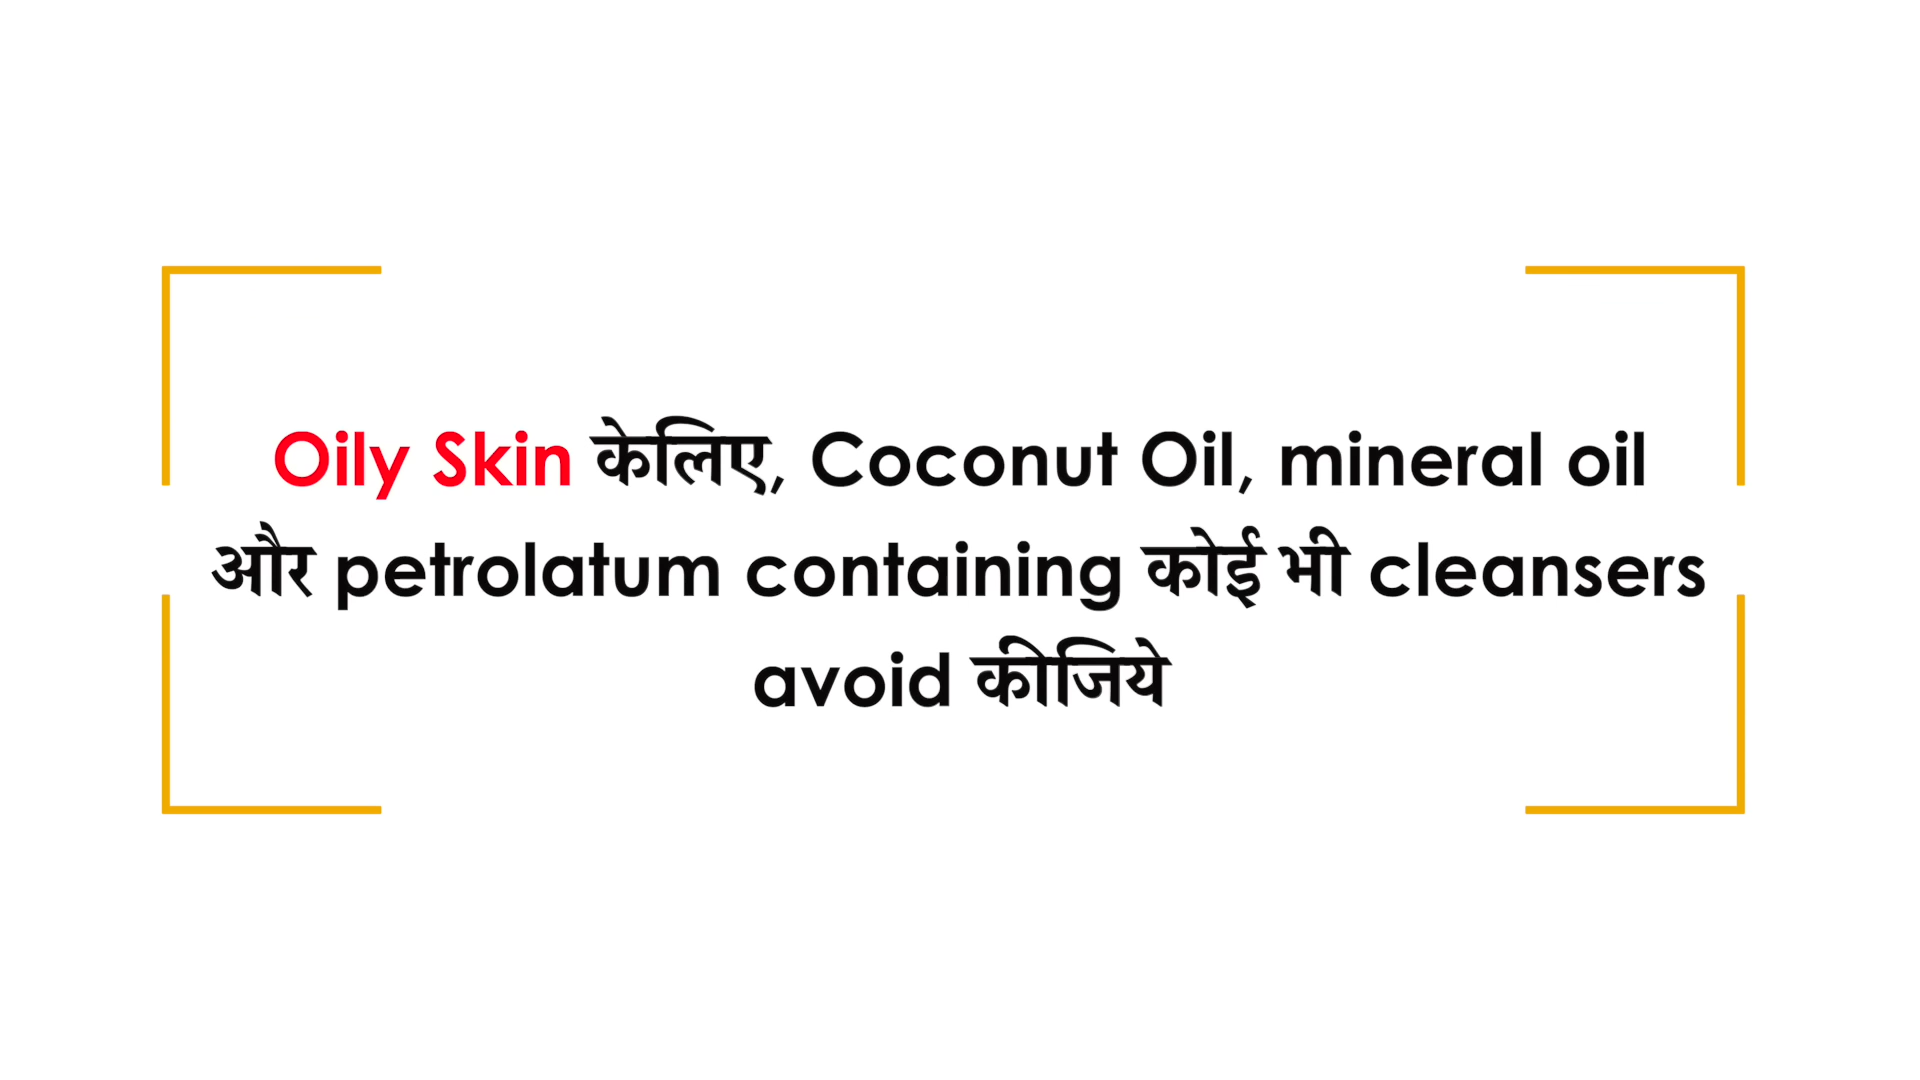 Oily Skin केलिए, Coconut Oil, mineral oil
और petrolatum containing कोई भी cleansers
avoid कीजिये